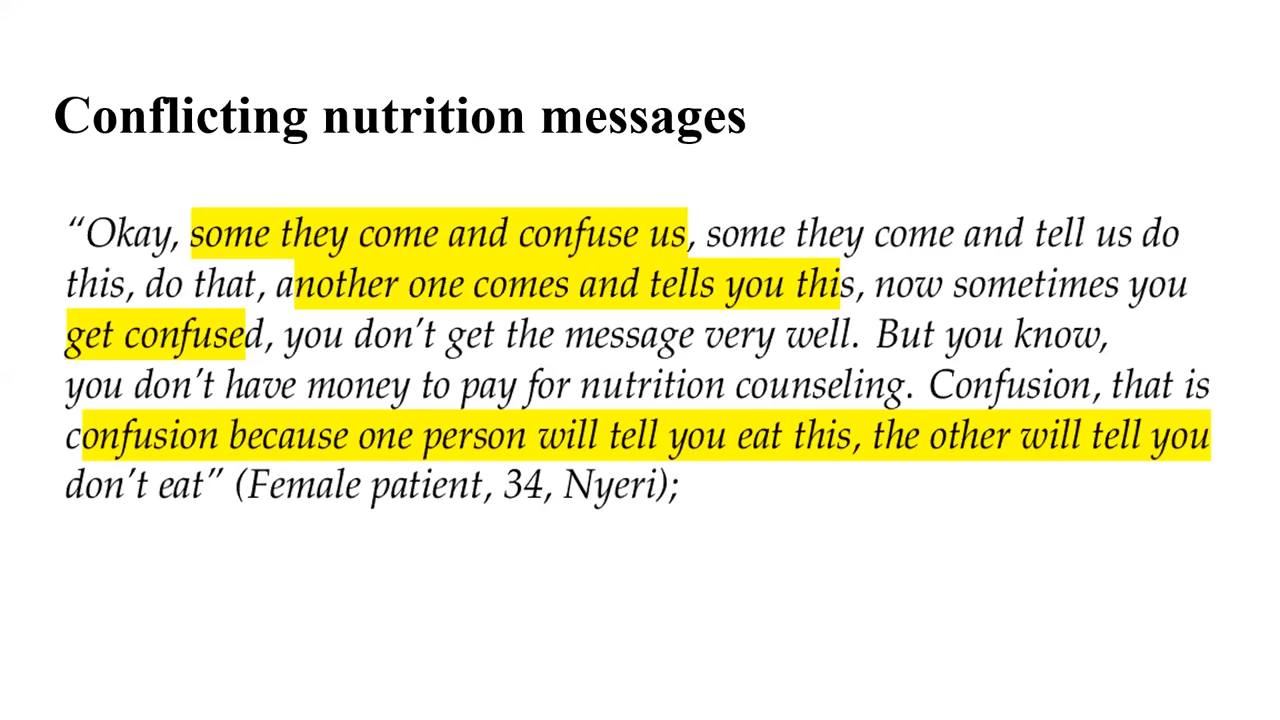 Conflicting nutrition messages
“Okay, some they come and confuse us, some they come and tell us do
this, do that, another one comes and tells you this, now sometimes you
get confused, you don’t get the message very well. But you know,
you don’t have money to pay for nutrition counseling. Confusion, that is
confusion because one person will tell you eat this, the other will tell you
don’t eat” (Female patient, 34, Nyeri);